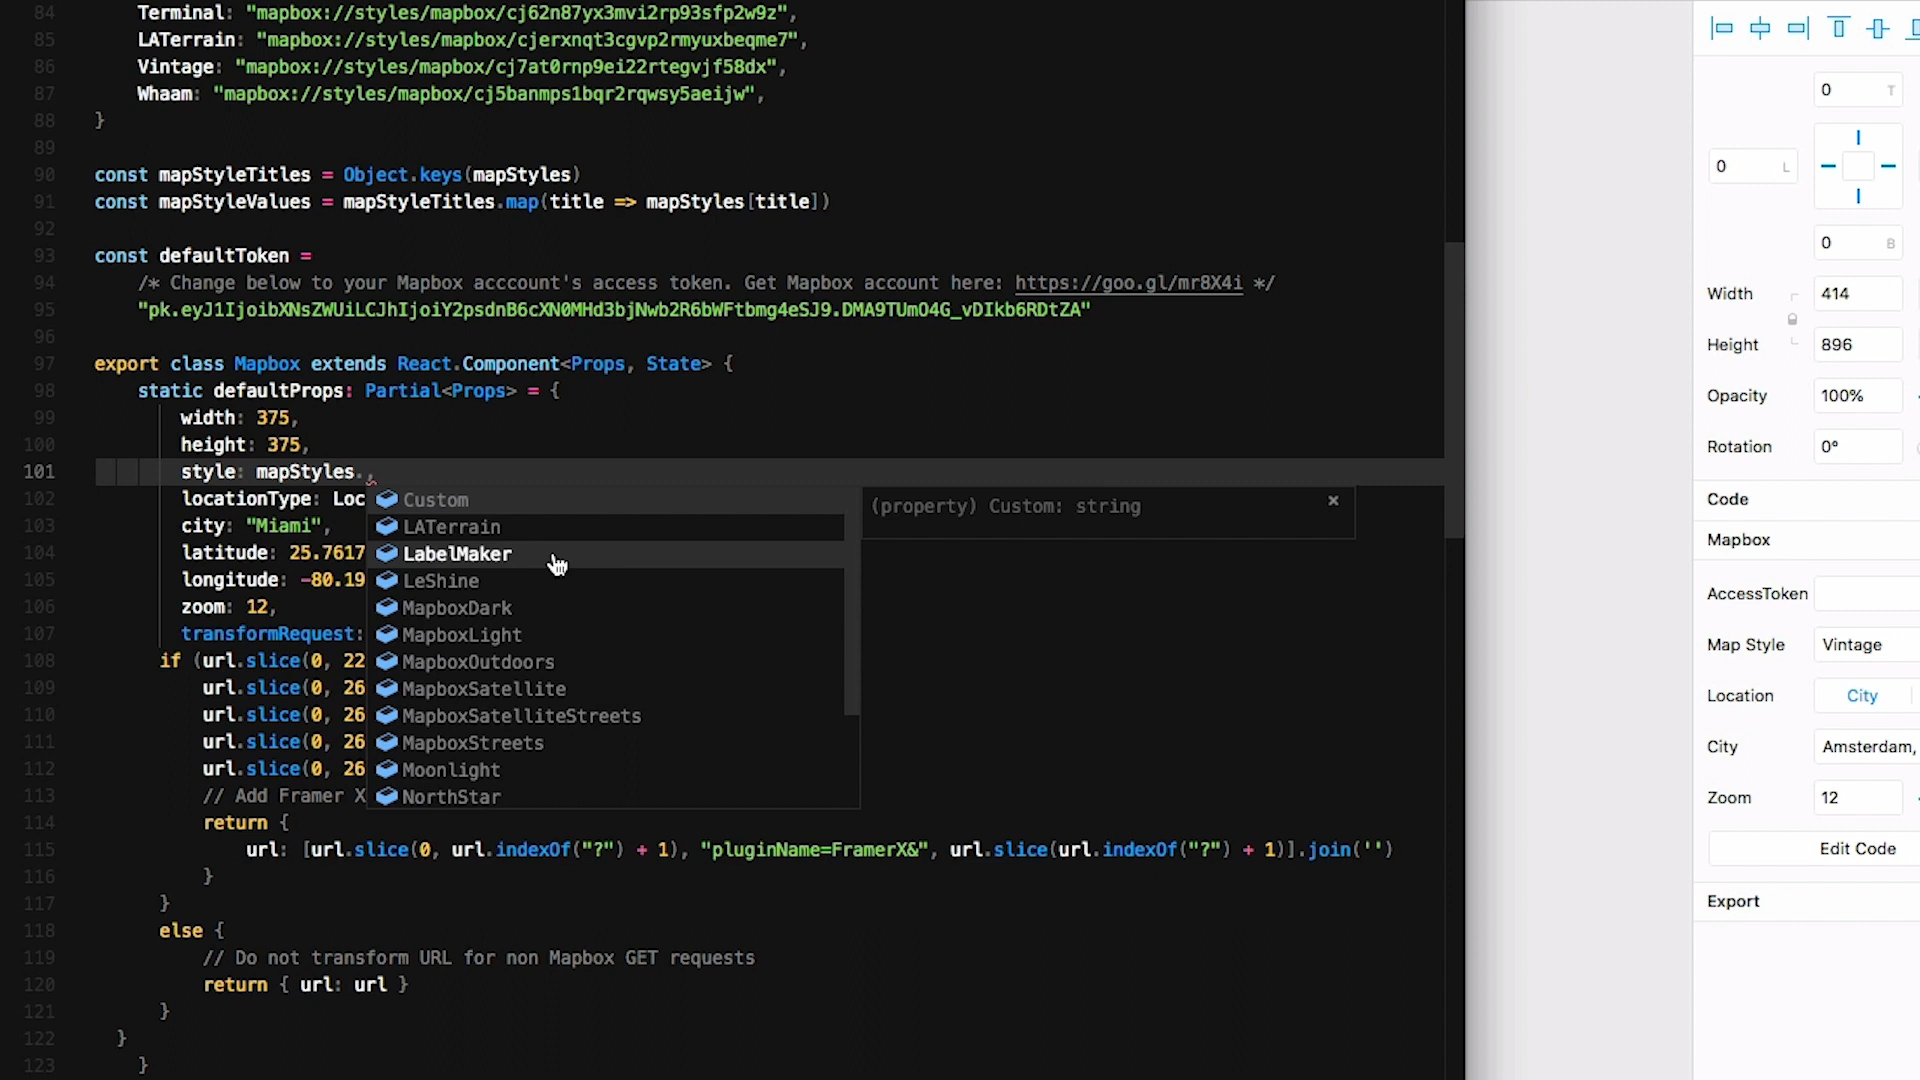 84 Terminal: "mapbox://styles/mapbox/cj62n87yx3mvi2rp93sfp2w9z",
85 LATerrain: "mapbox://styles/mapbox/cjerxnqt3cgvp2rmyuxbeqme7",
86 Vintage: "mapbox://styles/mapbox/cj7at0rnp9ei22rtegvjf58dx",
87 Whaam: "mapbox://styles/mapbox/cj5banmps1bqr2rqwsy5aeijw",
88 }
89
90 const mapStyleTitles = Object.keys(mapStyles)
91 const mapStyleValues = mapStyleTitles.map(title => mapStyles[title])
92
93 const defaultToken =
94 /* Change below to your Mapbox acccount's access token. Get Mapbox account here: https://goo.gl/mr8X4i */
95 "pk.eyJ1IjoibXNsZWUiLCJhIjoiY2psdnB6cXN0MHd3bjNwb2R6bWFtbmg4eSJ9.DMA9TUmO4G_vDIkb6RDtZA"
96
97 export class Mapbox extends React.Component<Props, State> {
98 static defaultProps: Partial<Props> = {
99 width: 375,
100 height: 375,
101 style: mapStyles.,
102 locationType: Loc
103 city: "Miami",
104 latitude: 25.7617
105 longitude: -80.19
106 zoom: 12,
107 transformRequest:
108 if (url.slice(0, 22
109 url.slice(0, 26
110 url.slice(0, 26
111 url.slice(0, 26
112 url.slice(0, 26
113 // Add Framer X
114 return {
115 url: [url.slice(0, url.indexOf("?") + 1), "pluginName=FramerX&", url.slice(url.indexOf("?") + 1)].join('')
116 }
117 }
118 else {
119 // Do not transform URL for non Mapbox GET requests
120 return { url: url }
121 }
122 }
123 }
Custom
LATerrain
LabelMaker
LeShine
MapboxDark
MapboxLight
MapboxOutdoors
MapboxSatellite
MapboxSatelliteStreets
MapboxStreets
Moonlight
NorthStar
(property) Custom: string ×
0 T
0 L
0 B
Width 414
Height 896
Opacity 100%
Rotation 0°
Code
Mapbox
AccessToken
Map Style Vintage
Location City
City Amsterdam,
Zoom 12
Edit Code
Export